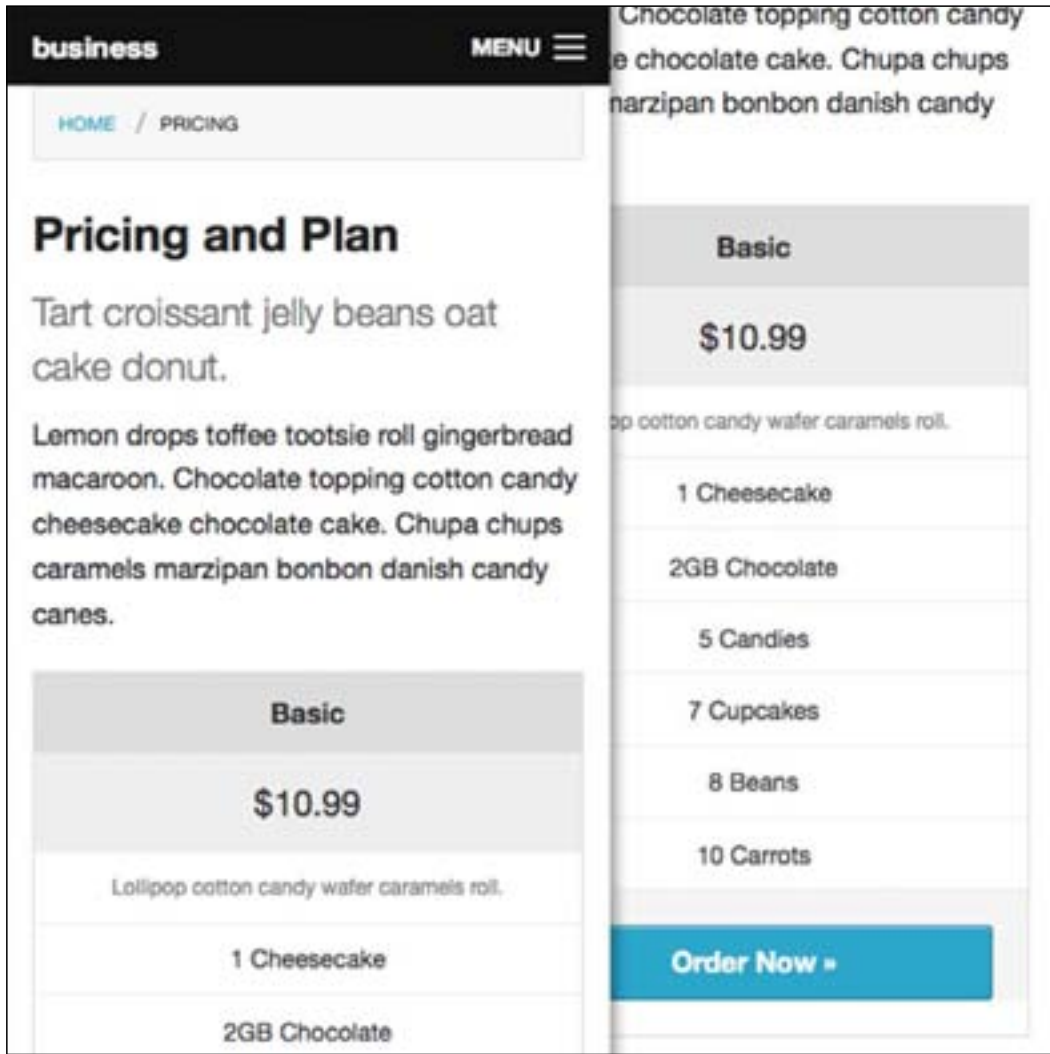 business
MENU
HOME / PRICING
Pricing and Plan
Tart croissant jelly beans oat
cake donut.
Lemon drops toffee tootsie roll gingerbread
macaroon. Chocolate topping cotton candy
cheesecake chocolate cake. Chupa chups
caramels marzipan bonbon danish candy
canes.
Basic
$10.99
Lollipop cotton candy wafer caramels roll.
1 Cheesecake
2GB Chocolate
Chocolate topping cotton candy
e chocolate cake. Chupa chups
marzipan bonbon danish candy
Basic
$10.99
op cotton candy wafer caramels roll.
1 Cheesecake
2GB Chocolate
5 Candies
7 Cupcakes
8 Beans
10 Carrots
Order Now »